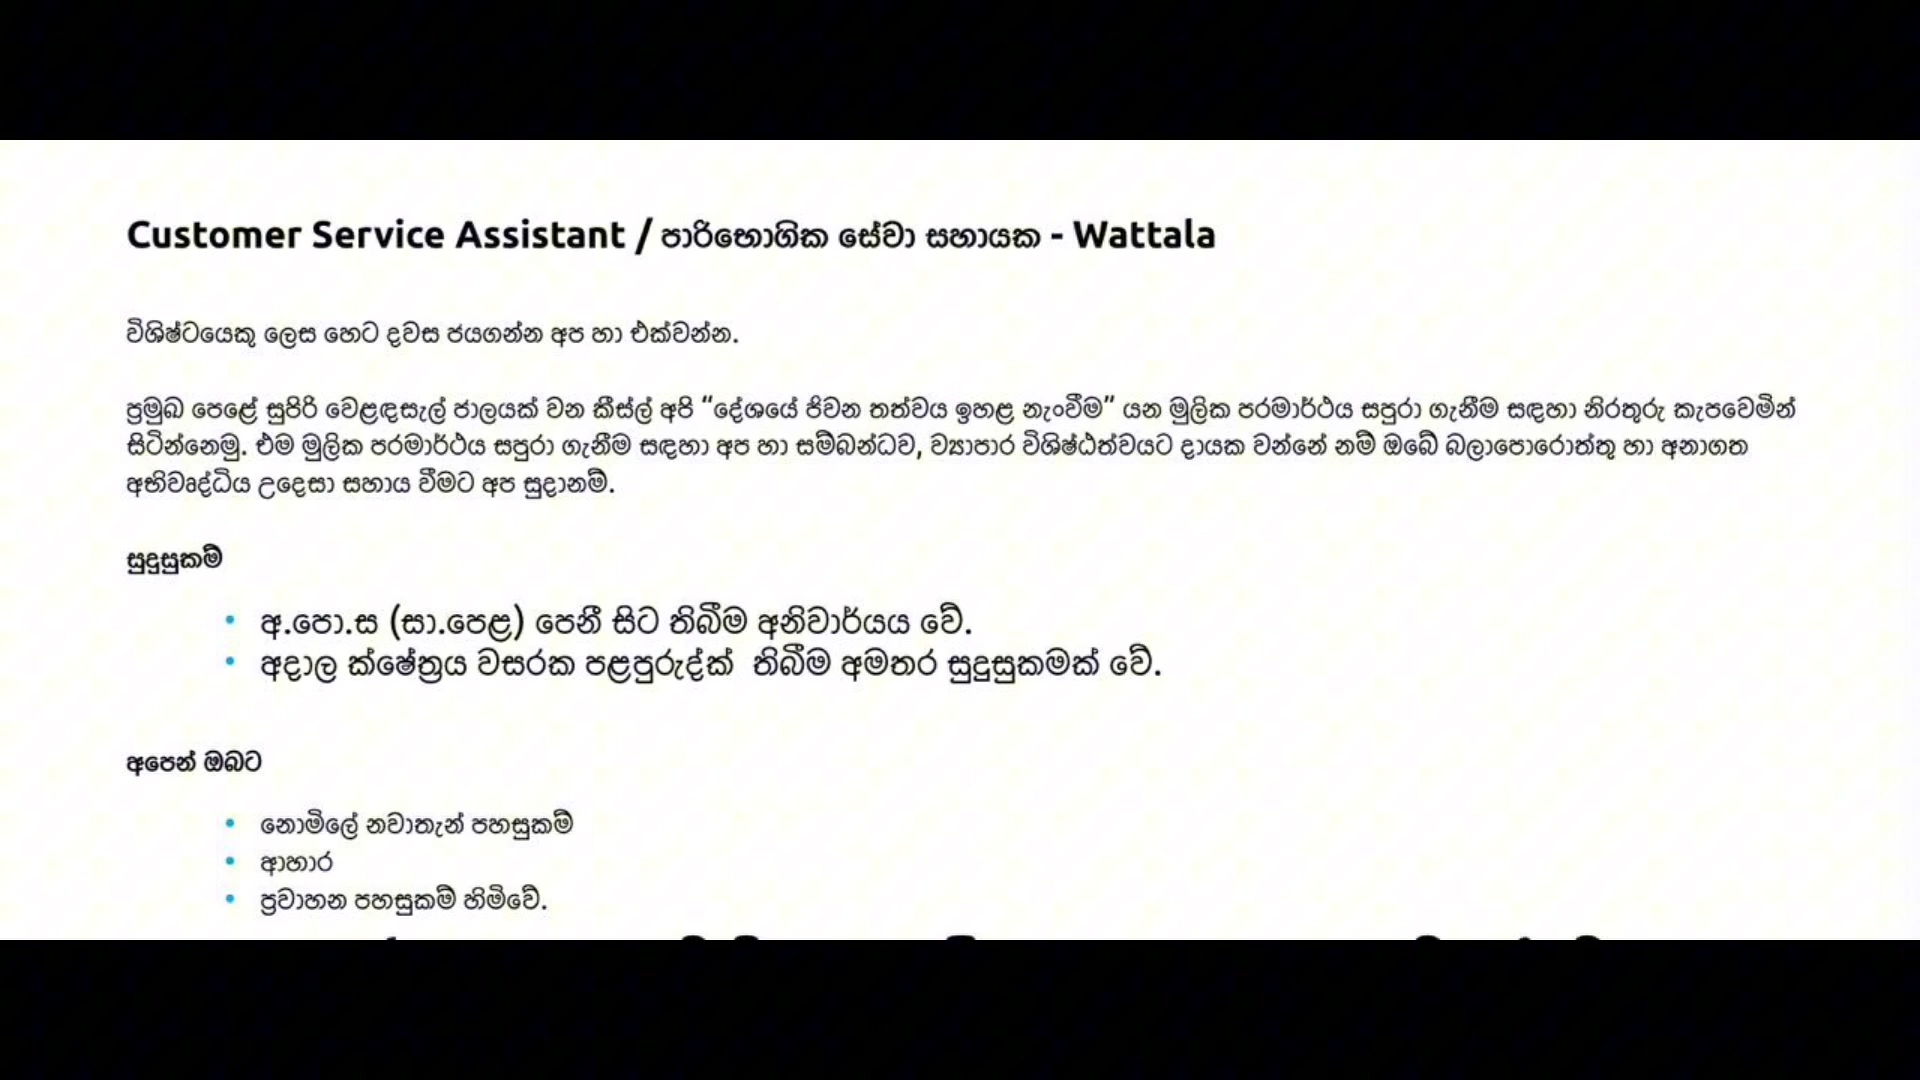 Customer Service Assistant / පාරිභොගික සේවා සහායක - Wattala
විශිෂ්ටයෙකු ලෙස හෙට දවස ජයගන්න අප හා එක්වන්න.
ප්‍රමුඛ පෙළේ සුපිරි වෙළඳසැල් ජාලයක් වන කීස්ල් අපි “දේශයේ ජිවන තත්වය ඉහළ නැංවීම” යන මුලික පරමාර්ථය සපුරා ගැනීම සඳහා නිරතුරු කැපවෙමින්
සිටින්නෙමු. එම මුලික පරමාර්ථය සපුරා ගැනීම සඳහා අප හා සම්බන්ධව, ව්‍යාපාර විශිෂ්ඨත්වයට දායක වන්නේ නම් ඔබේ බලාපොරොත්තු හා අනාගත
අභිවෘද්ධිය උදෙසා සහාය වීමට අප සුදානම්.
සුදුසුකම්
• අ.පො.ස (සා.පෙළ) පෙනී සිට තිබීම අනිවාර්යය වේ.
• අදාල ක්ෂේත්‍රය වසරක පළපුරුද්ක් තිබීම අමතර සුදුසුකමක් වේ.
අපෙන් ඔබට
• නොමිලේ නවාතැන් පහසුකම්
• ආහාර
• ප්‍රවාහන පහසුකම් හිමිවේ.